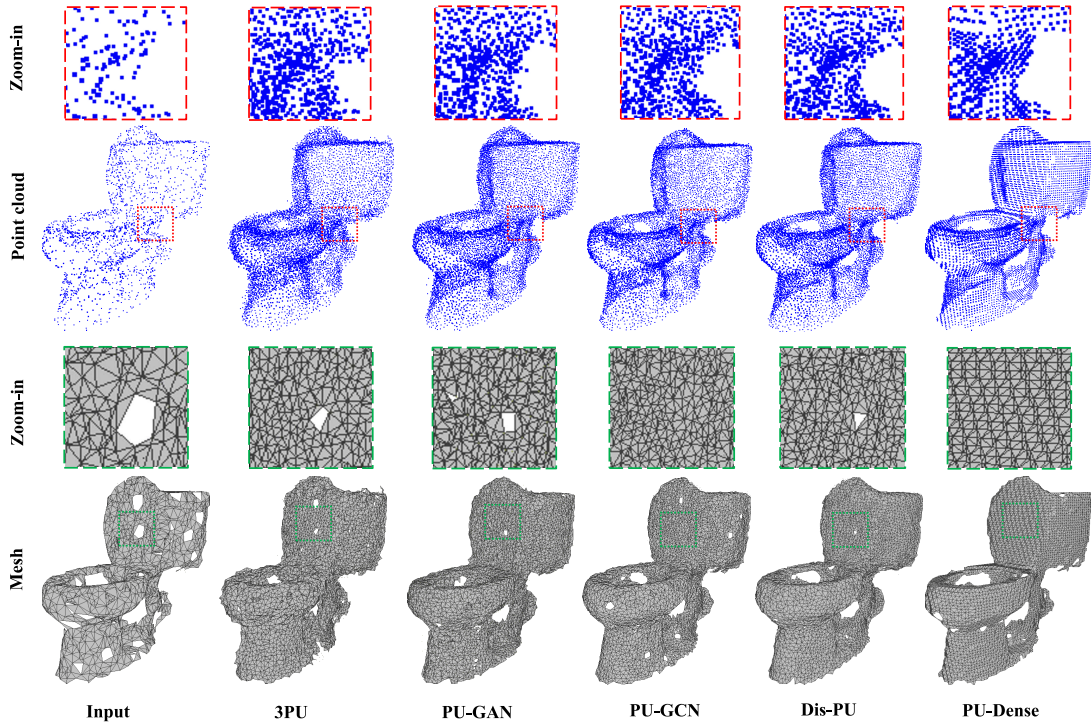 Zoom-in
Point cloud
Zoom-in
Mesh
Input
3PU
PU-GAN
PU-GCN
Dis-PU
PU-Dense